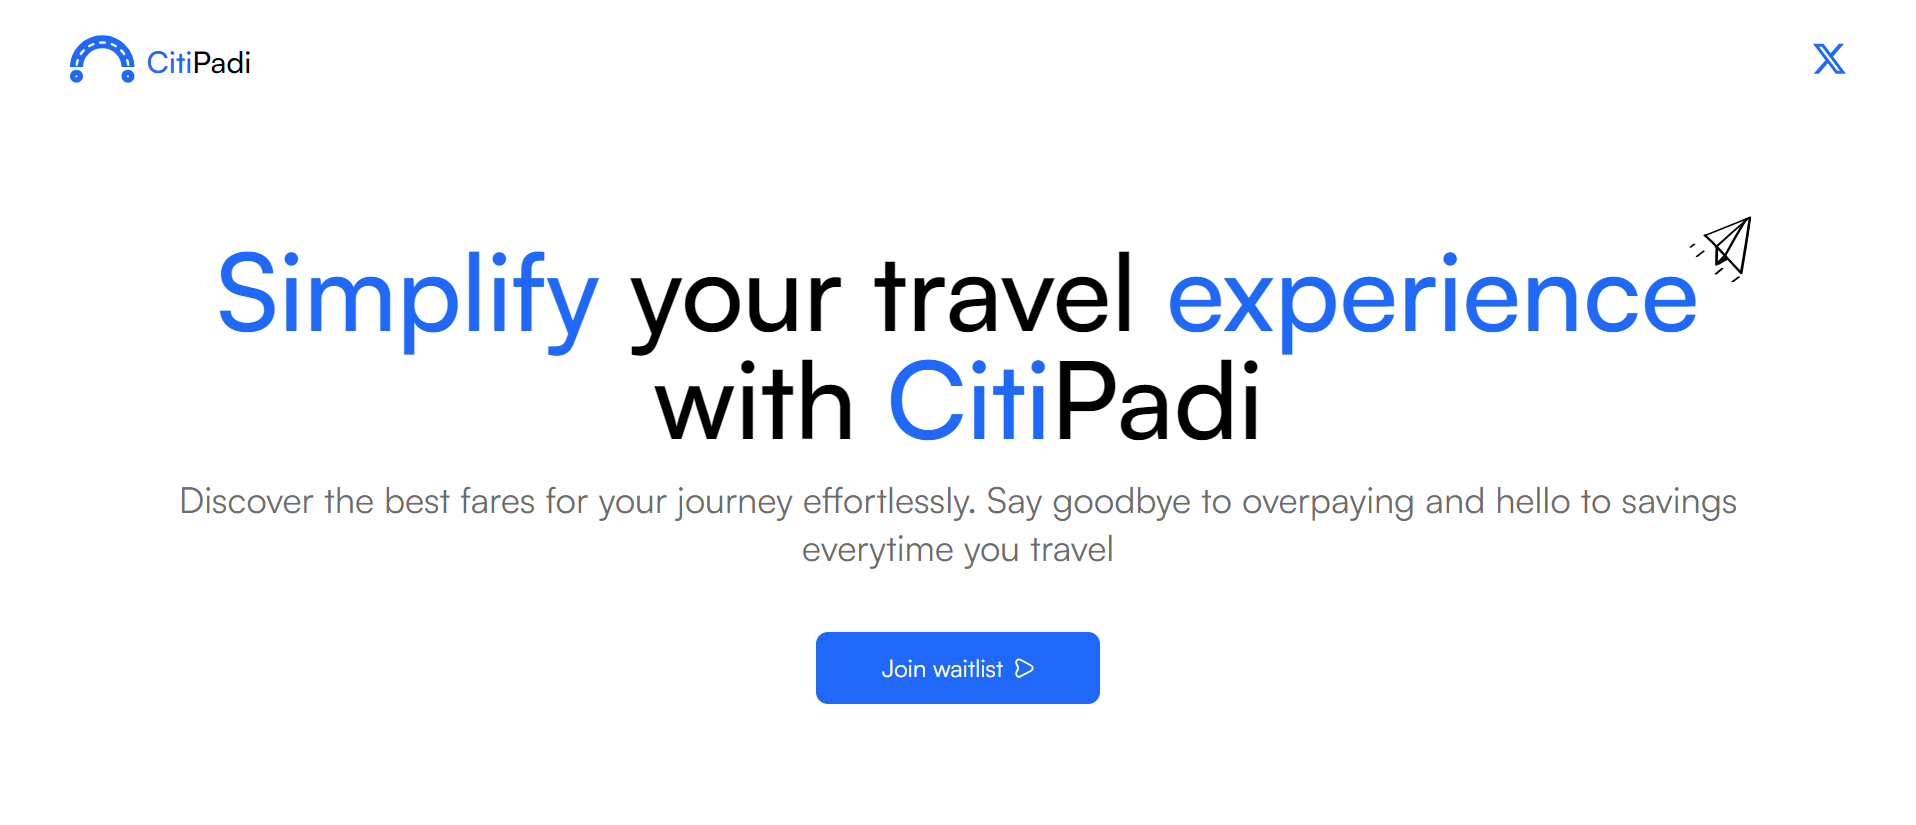 CitiPadi
Simplify your travel experience
with CitiPadi
Discover the best fares for your journey effortlessly. Say goodbye to overpaying and hello to savings
everytime you travel
Join waitlist